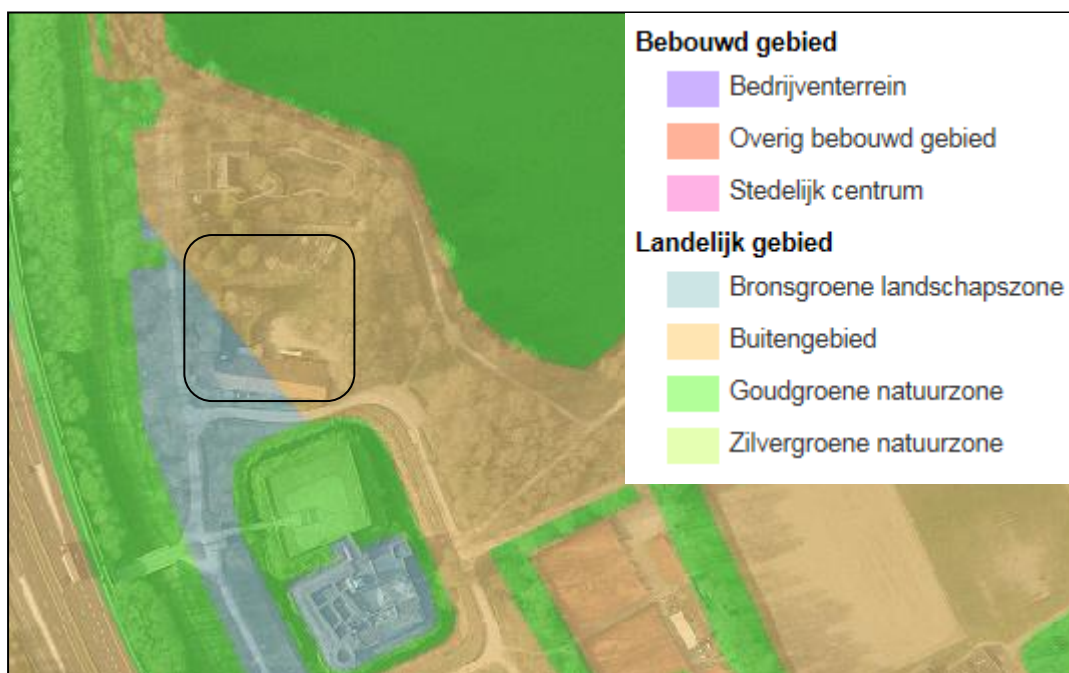 Bebouwd gebied
Bedrijventerrein
Overig bebouwd gebied
Stedelijk centrum
Landelijk gebied
Bronsgroene landschapszone
Buitengebied
Goudgroene natuurzone
Zilvergroene natuurzone